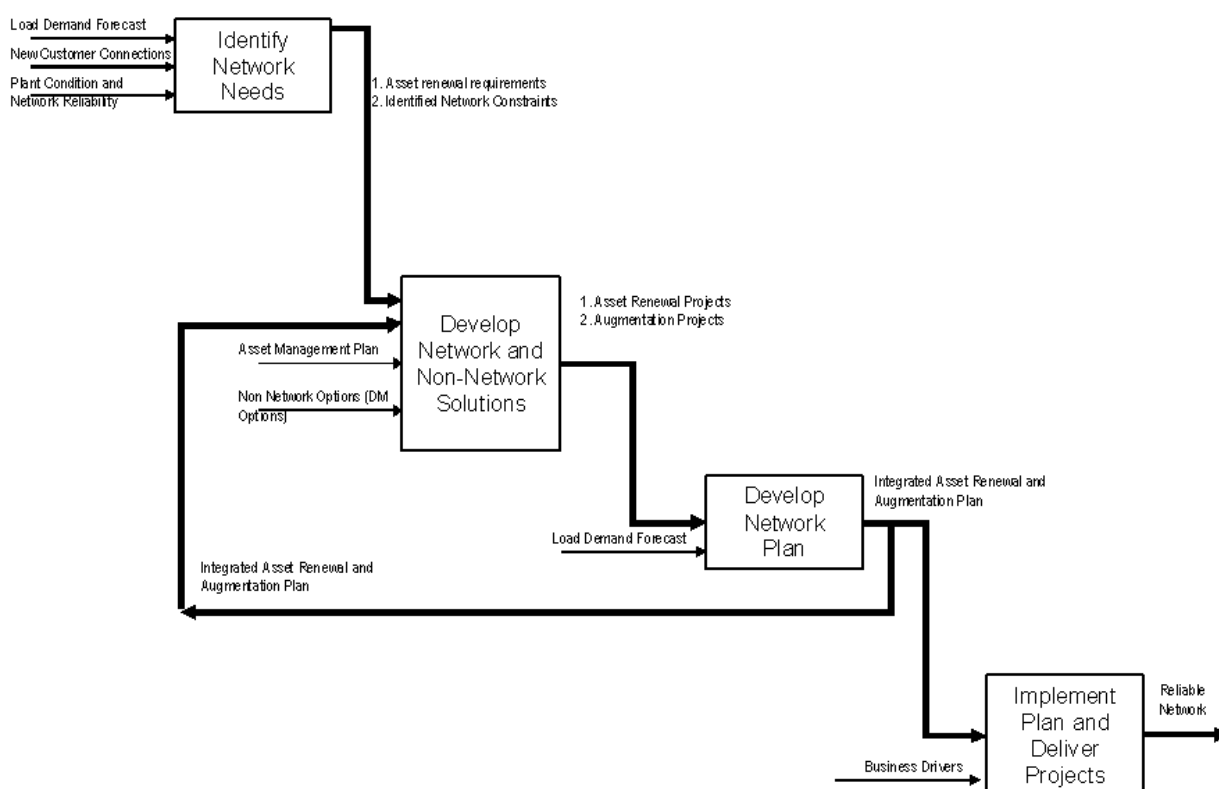 Load Demand Forecast
New Customer Connections
Plant Condition and
Network Reliability
Identify
Network
Needs
1. Asset renewal requirements
2. Identified Network Constraints
Asset Management Plan
Non Network Options (DM
Options)
Develop
Network and
Non-Network
Solutions
1. Asset Renewal Projects
2. Augmentation Projects
Load Demand Forecast
Develop
Network
Plan
Integrated Asset Renewal and
Augmentation Plan
Integrated Asset Renewal and
Augmentation Plan
Business Drivers
Implement
Plan and
Deliver
Projects
Reliable
Network